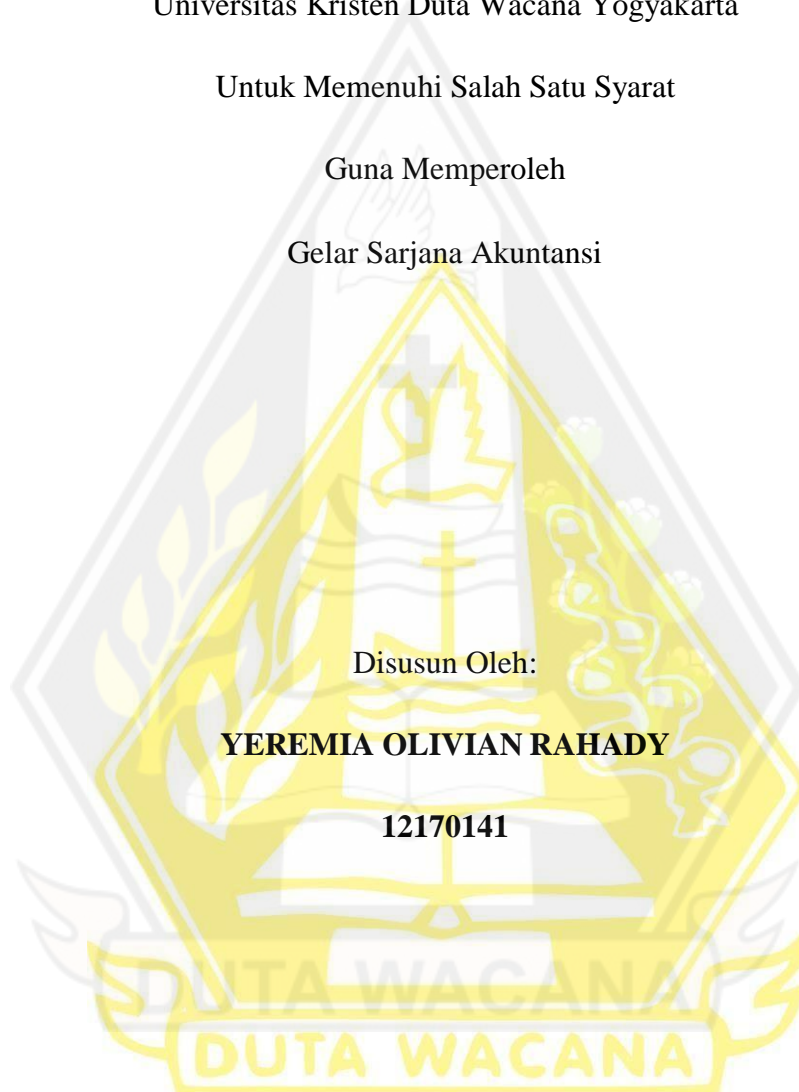 Universitas Kristen Duta Wacana Yogyakarta
Untuk Memenuhi Salah Satu Syarat
Guna Memperoleh
Gelar Sarjana Akuntansi
Disusun Oleh:
YEREMIA OLIVIAN RAHADY
12170141
DUTA WACANA
DUTA WACANA